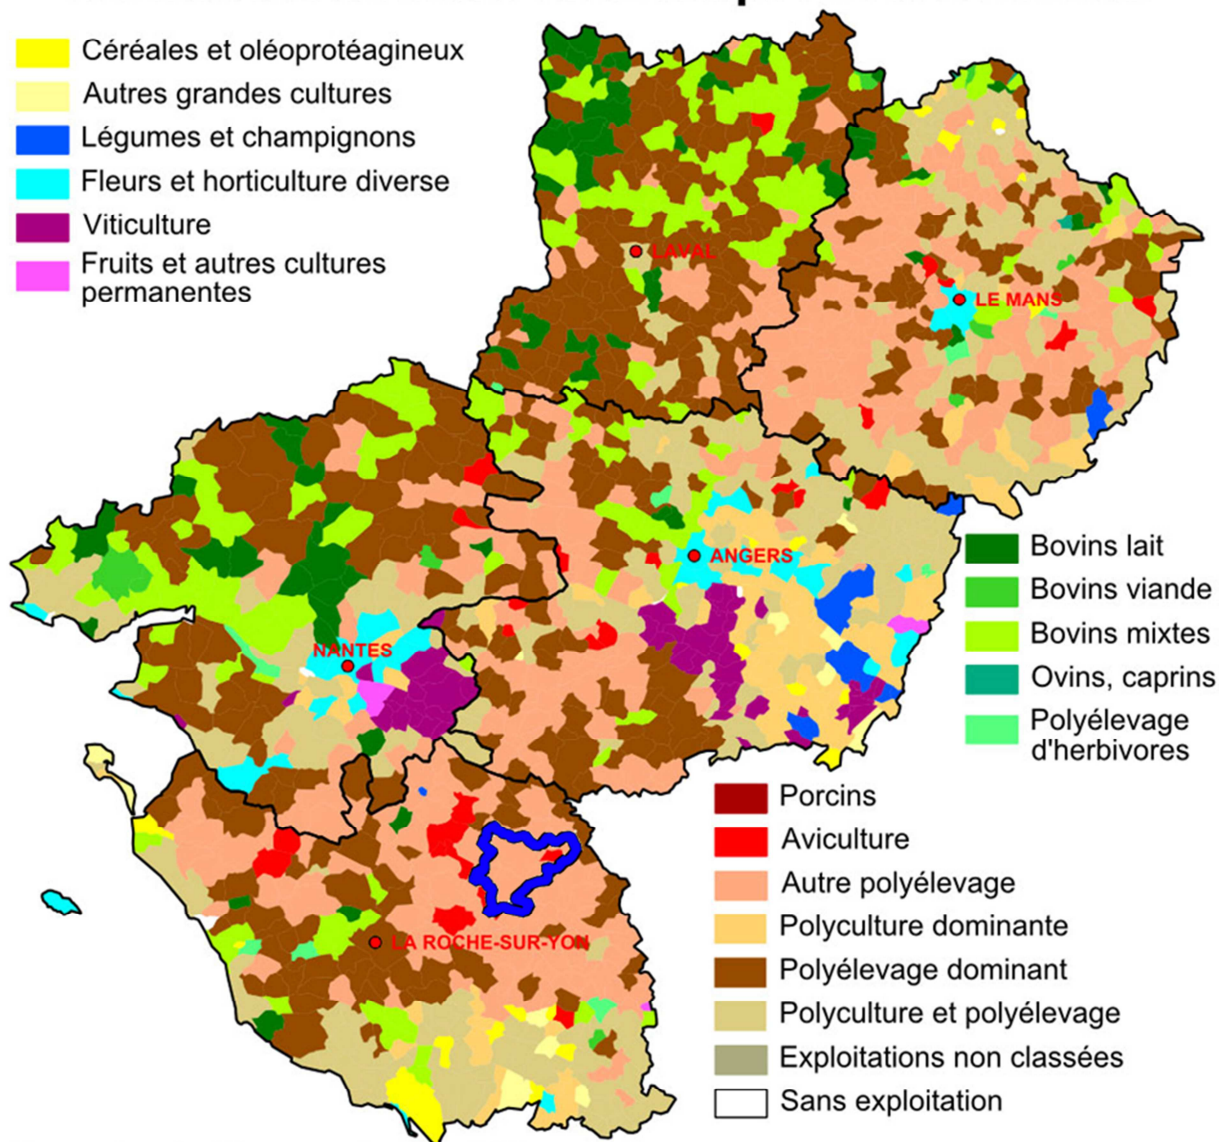 Céréales et oléoprotéagineux
Autres grandes cultures
Légumes et champignons
Fleurs et horticulture diverse
Viticulture
Fruits et autres cultures
permanentes
LAVAL
LE MANS
ANGERS
NANTES
LA ROCHE-SUR-YON
Bovins lait
Bovins viande
Bovins mixtes
Ovins, caprins
Polyélevage
d'herbivores
Porcins
Aviculture
Autre polyélevage
Polyculture dominante
Polyélevage dominant
Polyculture et polyélevage
Exploitations non classées
Sans exploitation